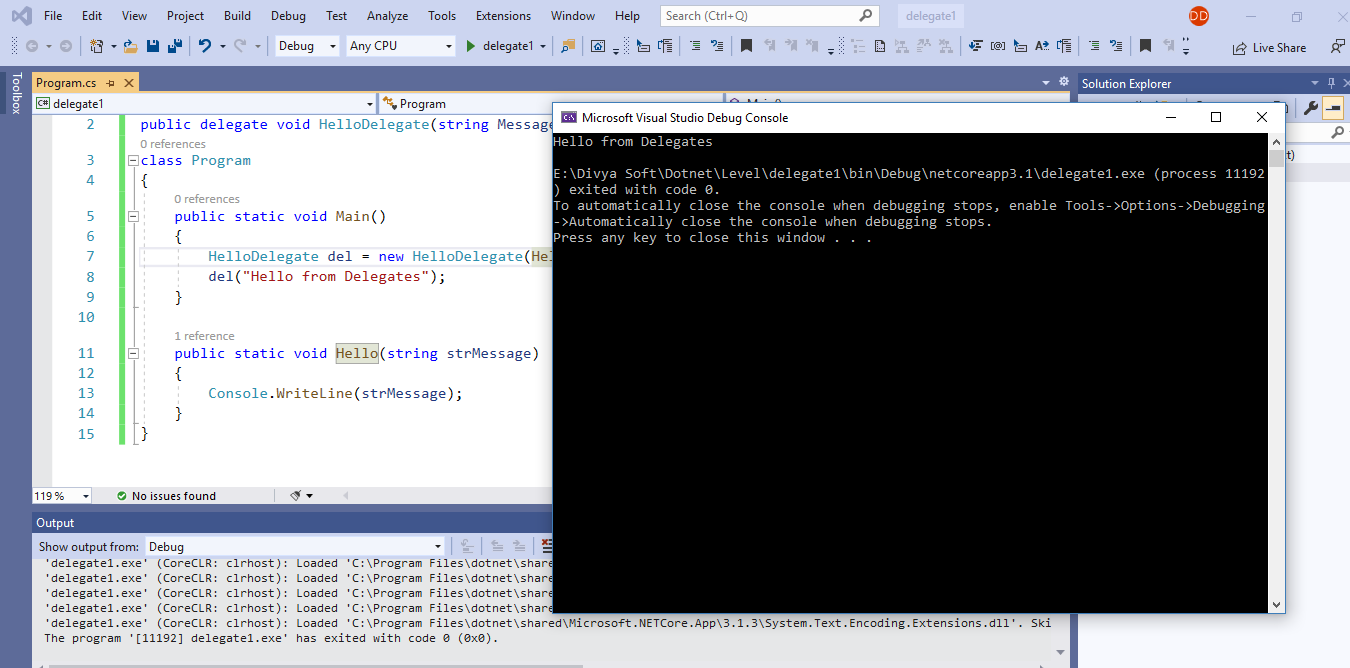 File Edit View Project Build Debug Test Analyze Tools Extensions Window Help Search (Ctrl+Q) delegate1 DD
Debug Any CPU delegate1 Live Share
Toolbox
Program.cs
Solution Explorer
C# delegate1 Program
2 public delegate void HelloDelegate(string Message
0 references
3 class Program
4 {
0 references
5 public static void Main()
6 {
7 HelloDelegate del = new HelloDelegate(Hel
8 del("Hello from Delegates");
9 }
10
1 reference
11 public static void Hello(string strMessage)
12 {
13 Console.WriteLine(strMessage);
14 }
15 }
119 % No issues found
Microsoft Visual Studio Debug Console
Hello from Delegates
E:\Divya Soft\Dotnet\Level\delegate1\bin\Debug\netcoreapp3.1\delegate1.exe (process 11192
) exited with code 0.
To automatically close the console when debugging stops, enable Tools->Options->Debugging
->Automatically close the console when debugging stops.
Press any key to close this window . . .
t)
Output
Show output from: Debug
'delegate1.exe' (CoreCLR: clrhost): Loaded 'C:\Program Files\dotnet\share
'delegate1.exe' (CoreCLR: clrhost): Loaded 'C:\Program Files\dotnet\share
'delegate1.exe' (CoreCLR: clrhost): Loaded 'C:\Program Files\dotnet\share
'delegate1.exe' (CoreCLR: clrhost): Loaded 'C:\Program Files\dotnet\share
'delegate1.exe' (CoreCLR: clrhost): Loaded 'C:\Program Files\dotnet\shared\Microsoft.NETCore.App\3.1.3\System.Text.Encoding.Extensions.dll'. Ski
The program '[11192] delegate1.exe' has exited with code 0 (0x0).